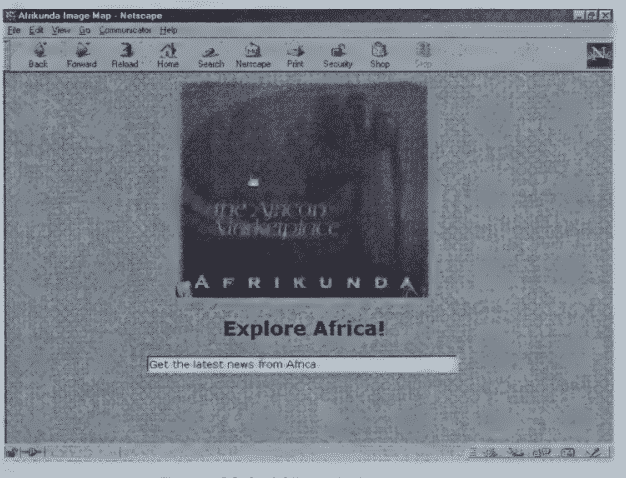 Afrikunda Image Map - Netscape
File Edit View Go Communicator Help
Back Forward Reload Home Search Netscape Print Security Shop Stop
N
the African
Marketplace
AFRIKUNDA
Explore Africa!
Get the latest news from Africa